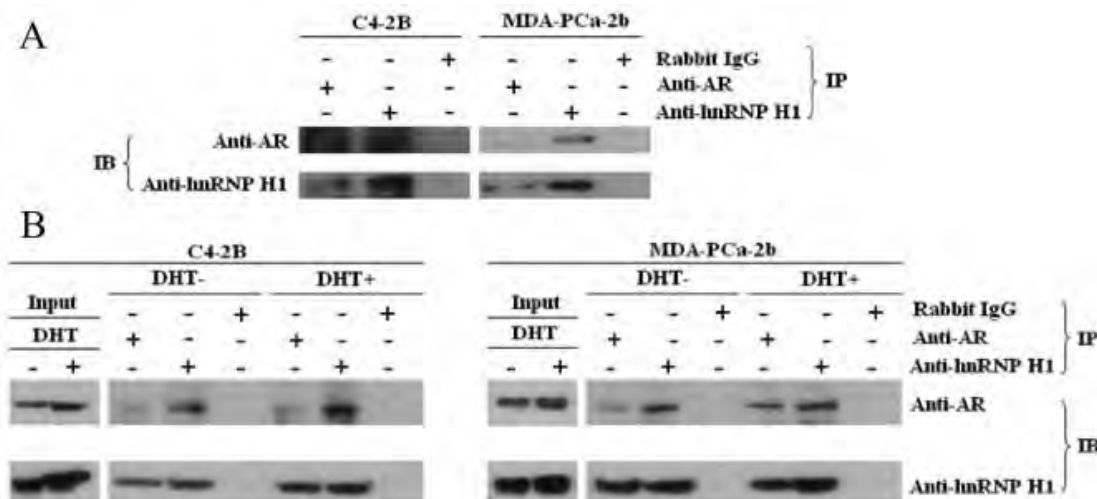 A
C4-2B MDA-PCa-2b
- - + - - + Rabbit IgG
+ - - + - - Anti-AR
- + - - + - Anti-hnRNP H1
IP
Anti-AR
IB
Anti-hnRNP H1
B
C4-2B MDA-PCa-2b
DHT- DHT+ DHT- DHT+
Input - - + - - + Input - - + - - + Rabbit IgG
DHT + - - + - - DHT + - - + - - Anti-AR IP
- + - + - - + - - + - + - - + - Anti-hnRNP H1
Anti-AR
IB
Anti-hnRNP H1